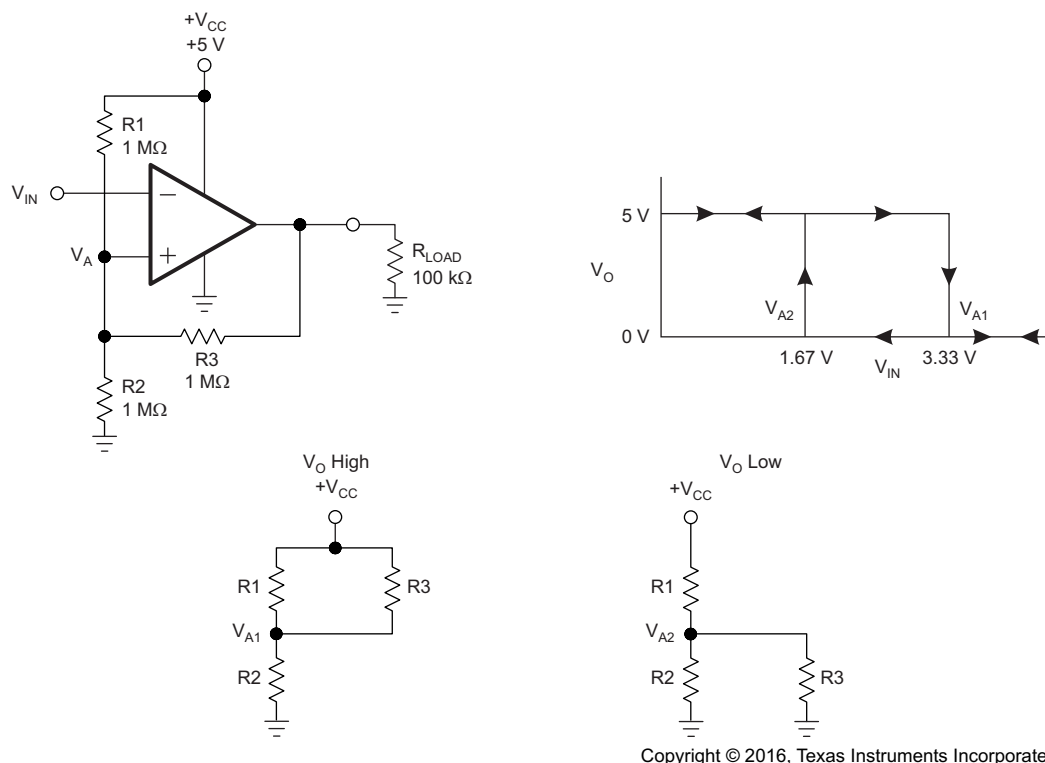 +V_CC
+5 V
R1
1 MΩ
V_IN
−
V_A
+
R_LOAD
100 kΩ
R3
1 MΩ
R2
1 MΩ
5 V
V_O
V_A2
V_A1
0 V
1.67 V
V_IN
3.33 V
V_O High
+V_CC
R1
R3
V_A1
R2
V_O Low
+V_CC
R1
V_A2
R2
R3
Copyright © 2016, Texas Instruments Incorporate